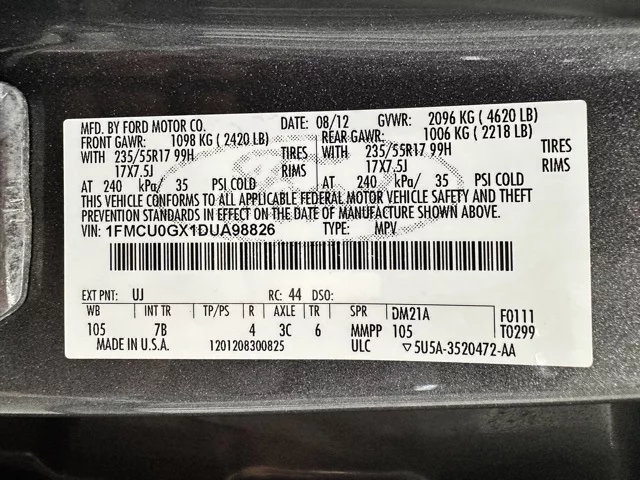 MFD. BY FORD MOTOR CO. DATE: 08/12 GVWR: 2096 KG ( 4620 LB)
FRONT GAWR: 1098 KG ( 2420 LB) REAR GAWR: 1006 KG ( 2218 LB)
WITH 235/55R17 99H TIRES WITH 235/55R17 99H TIRES
17X7.5J RIMS 17X7.5J RIMS
AT 240 kPa/ 35 PSI COLD AT 240 kPa/ 35 PSI COLD
THIS VEHICLE CONFORMS TO ALL APPLICABLE FEDERAL MOTOR VEHICLE SAFETY AND THEFT
PREVENTION STANDARDS IN EFFECT ON THE DATE OF MANUFACTURE SHOWN ABOVE.
VIN: 1FMCU0GX1DUA98826 TYPE: MPV
EXT PNT: UJ RC: 44 DSO:
WB INT TR TP/PS R AXLE TR SPR DM21A F0111
105 7B 4 3C 6 MMPP 105 T0299
MADE IN U.S.A. 1201208300825 ULC ▽5U5A-3520472-AA